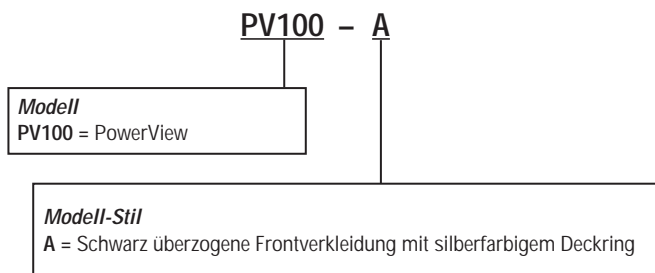 PV100 – A
Modell
PV100 = PowerView
Modell-Stil
A = Schwarz überzogene Frontverkleidung mit silberfarbigem Deckring